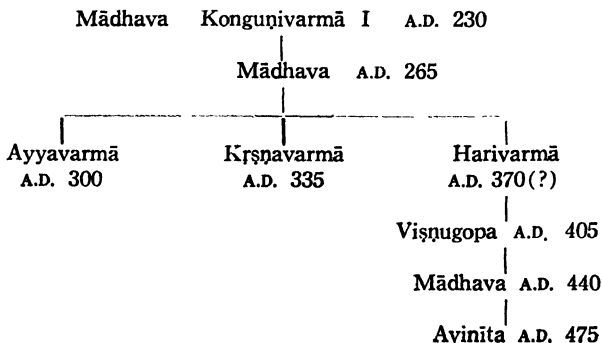 Mādhava Konguṇivarmā I A.D. 230
Mādhava A.D. 265
Ayyavarmā Kṛṣṇavarmā Harivarmā
A.D. 300 A.D. 335 A.D. 370(?)
Viṣṇugopa A.D. 405
Mādhava A.D. 440
Avinīta A.D. 475